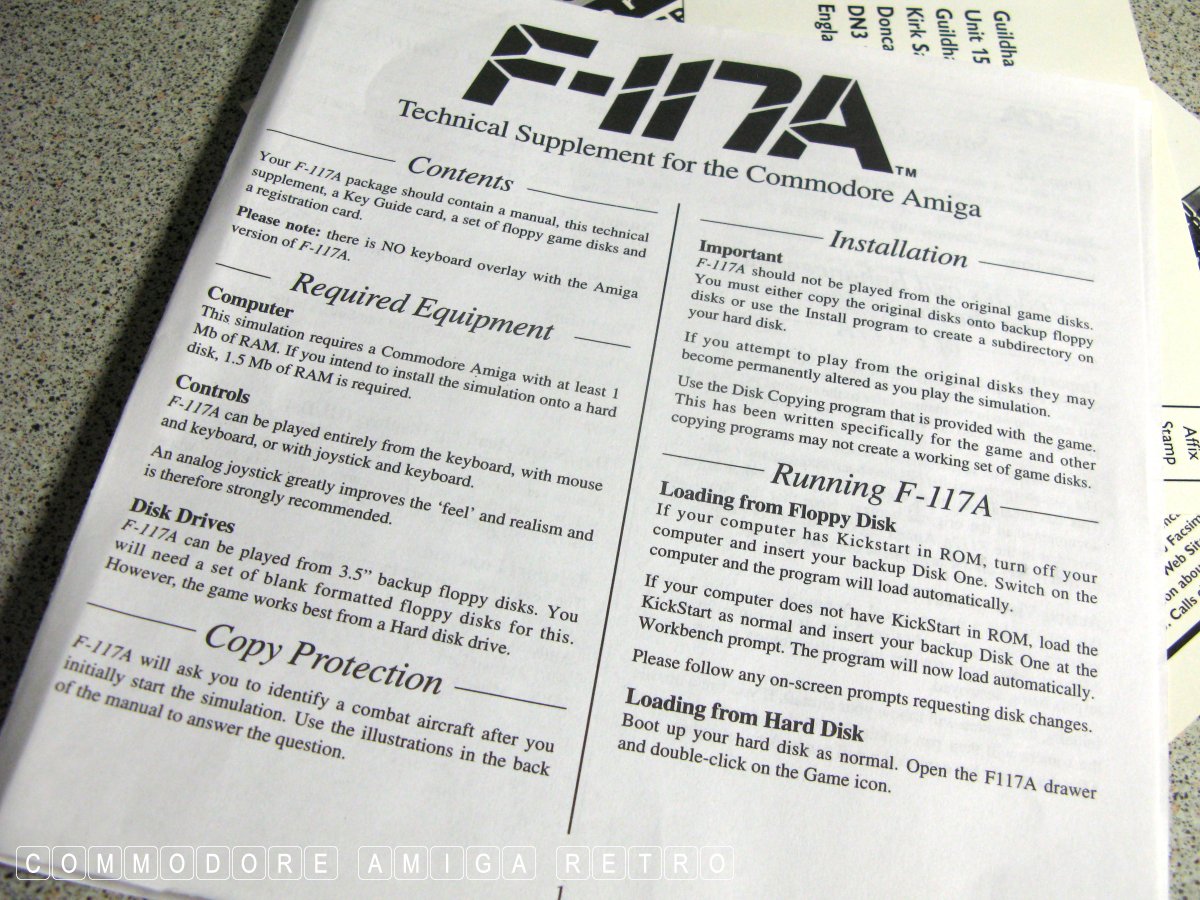 F-117A™
Technical Supplement for the Commodore Amiga
Contents
Your F-117A package should contain a manual, this technical
supplement, a Key Guide card, a set of floppy game disks and
a registration card.
Please note: there is NO keyboard overlay with the Amiga
version of F-117A.
Required Equipment
Computer
This simulation requires a Commodore Amiga with at least 1
Mb of RAM. If you intend to install the simulation onto a hard
disk, 1.5 Mb of RAM is required.
Controls
F-117A can be played entirely from the keyboard, with mouse
and keyboard, or with joystick and keyboard.
An analog joystick greatly improves the ‘feel’ and realism and
is therefore strongly recommended.
Disk Drives
F-117A can be played from 3.5” backup floppy disks. You
will need a set of blank formatted floppy disks for this.
However, the game works best from a Hard disk drive.
Copy Protection
F-117A will ask you to identify a combat aircraft after you
initially start the simulation. Use the illustrations in the back
of the manual to answer the question.
Installation
Important
F-117A should not be played from the original game disks.
You must either copy the original disks onto backup floppy
disks or use the Install program to create a subdirectory on
your hard disk.
If you attempt to play from the original disks they may
become permanently altered as you play the simulation.
Use the Disk Copying program that is provided with the game.
This has been written specifically for the game and other
copying programs may not create a working set of game disks.
Running F-117A
Loading from Floppy Disk
If your computer has Kickstart in ROM, turn off your
computer and insert your backup Disk One. Switch on the
computer and the program will load automatically.
If your computer does not have KickStart in ROM, load the
KickStart as normal and insert your backup Disk One at the
Workbench prompt. The program will now load automatically.
Please follow any on-screen prompts requesting disk changes.
Loading from Hard Disk
Boot up your hard disk as normal. Open the F117A drawer
and double-click on the Game icon.
1
Guildha
Unit 15
Guildh
Kirk S
Donca
DN3
Engla
Affix
Stamp
Facsi
Web Sit
on abou
Calls
COMMODORE AMIGA RETRO